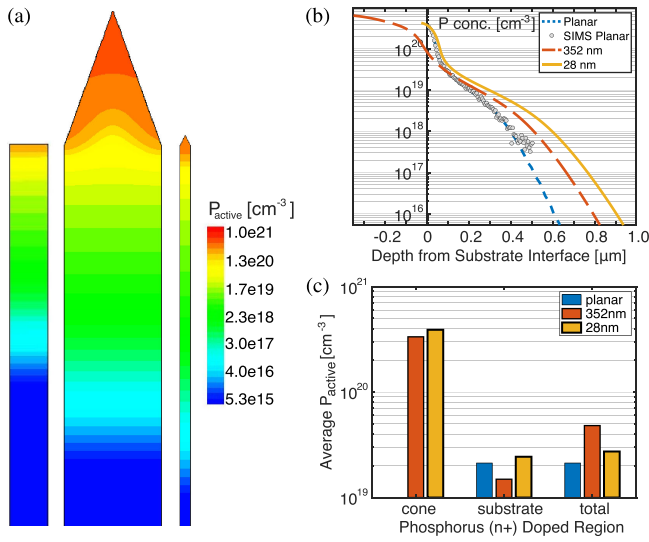 (a)
P_active [cm⁻³]
1.0e21
1.3e20
1.7e19
2.3e18
4.0e16
5.3e15
(b)
P conc. [cm⁻³]
Planar
SIMS Planar
352 nm
28 nm
10²⁰
10¹⁹
10¹⁸
10¹⁷
10¹⁶
-0.2 0 0.2 0.4 0.6 0.8 1.0
Depth from Substrate Interface [μm]
(c)
planar
352nm
28nm
Average P_active [cm⁻³]
10²¹
10²⁰
10¹⁹
cone substrate total
Phosphorus (n+) Doped Region